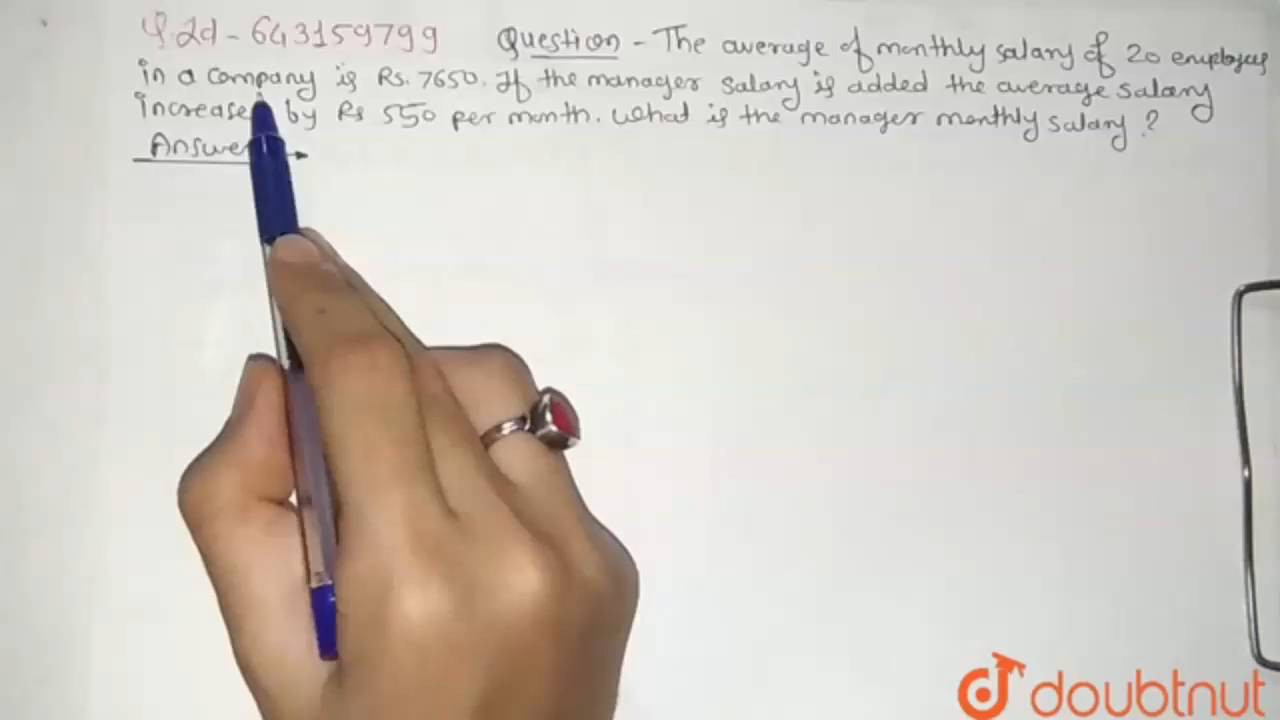 Q.Id - 643159799 Question - The average of monthly salary of 20 employees
in a company is Rs. 7650. If the manager salary is added the average salary
increases by Rs 550 per month. What is the manager monthly salary ?
Answer
doubtnut